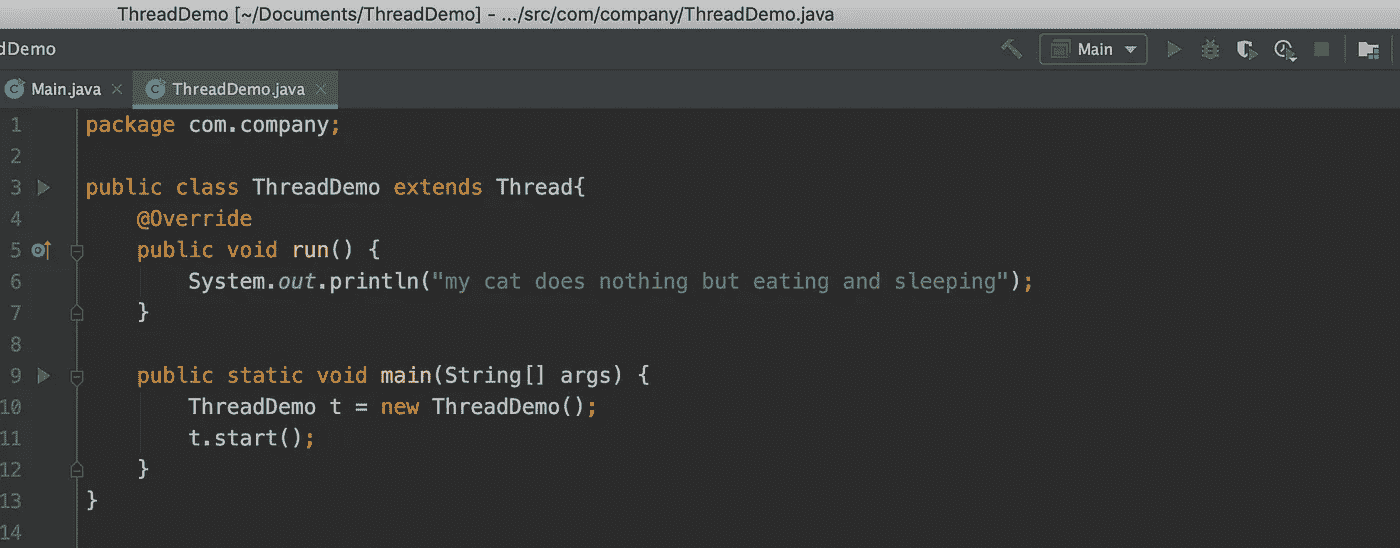 ThreadDemo [~/Documents/ThreadDemo] - .../src/com/company/ThreadDemo.java
dDemo
Main
Main.java
ThreadDemo.java
1 package com.company;
2
3 public class ThreadDemo extends Thread{
4     @Override
5     public void run() {
6         System.out.println("my cat does nothing but eating and sleeping");
7     }
8
9     public static void main(String[] args) {
10         ThreadDemo t = new ThreadDemo();
11         t.start();
12     }
13 }
14